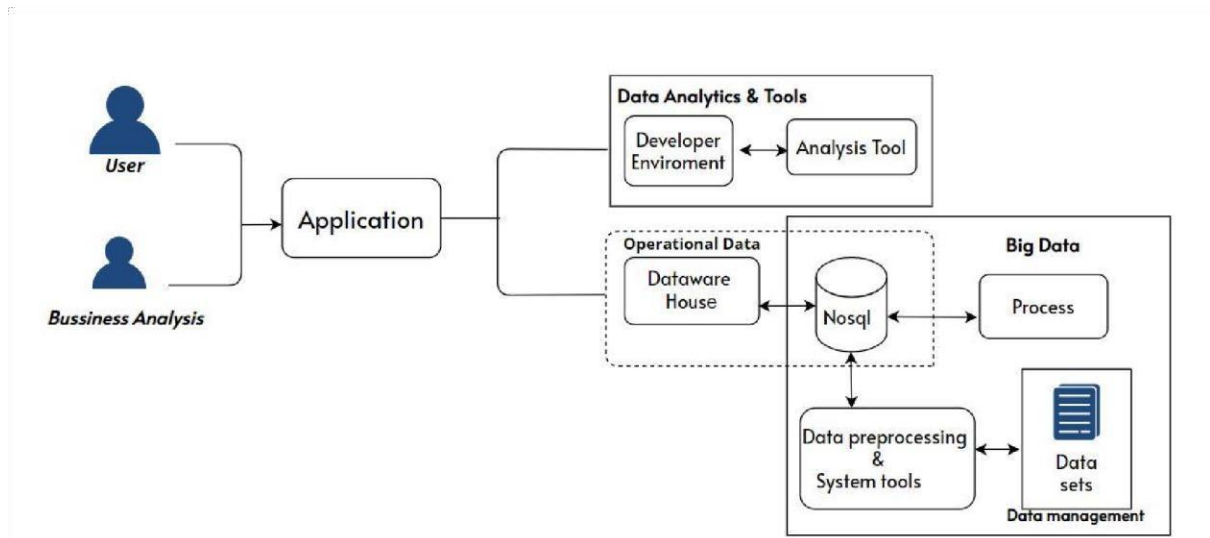 User
Bussiness Analysis
Application
Data Analytics & Tools
Developer
Enviroment
Analysis Tool
Operational Data
Dataware
House
Nosql
Big Data
Process
Data preprocessing
&
System tools
Data
sets
Data management